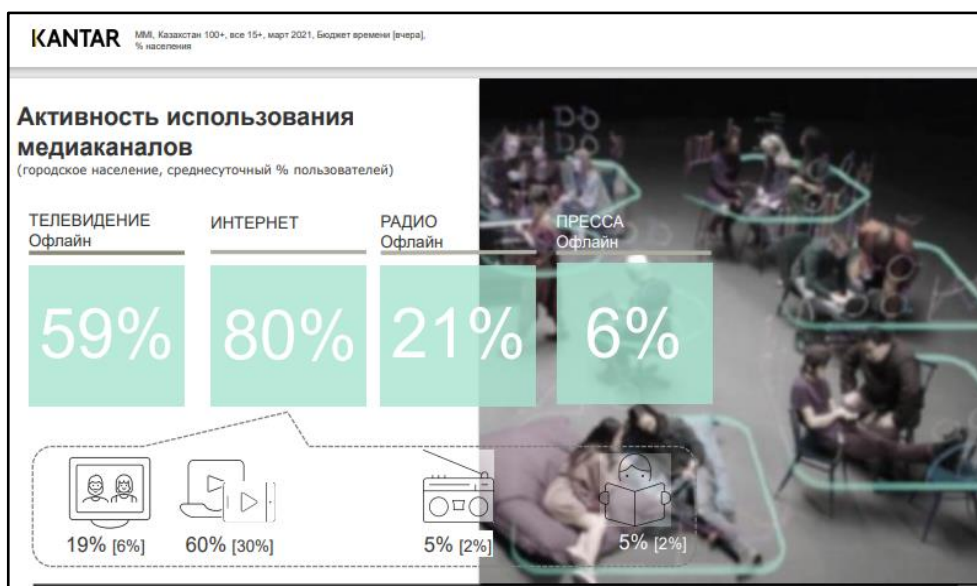 KANTAR
MMI, Казахстан 100+, все 15+, март 2021, Бюджет времени [вчера],
% населения
Активность использования
медиаканалов
(городское население, среднесуточный % пользователей)
ТЕЛЕВИДЕНИЕ
Офлайн
ИНТЕРНЕТ
РАДИО
Офлайн
ПРЕССА
Офлайн
59%
80%
21%
6%
19% [6%]
60% [30%]
5% [2%]
5% [2%]